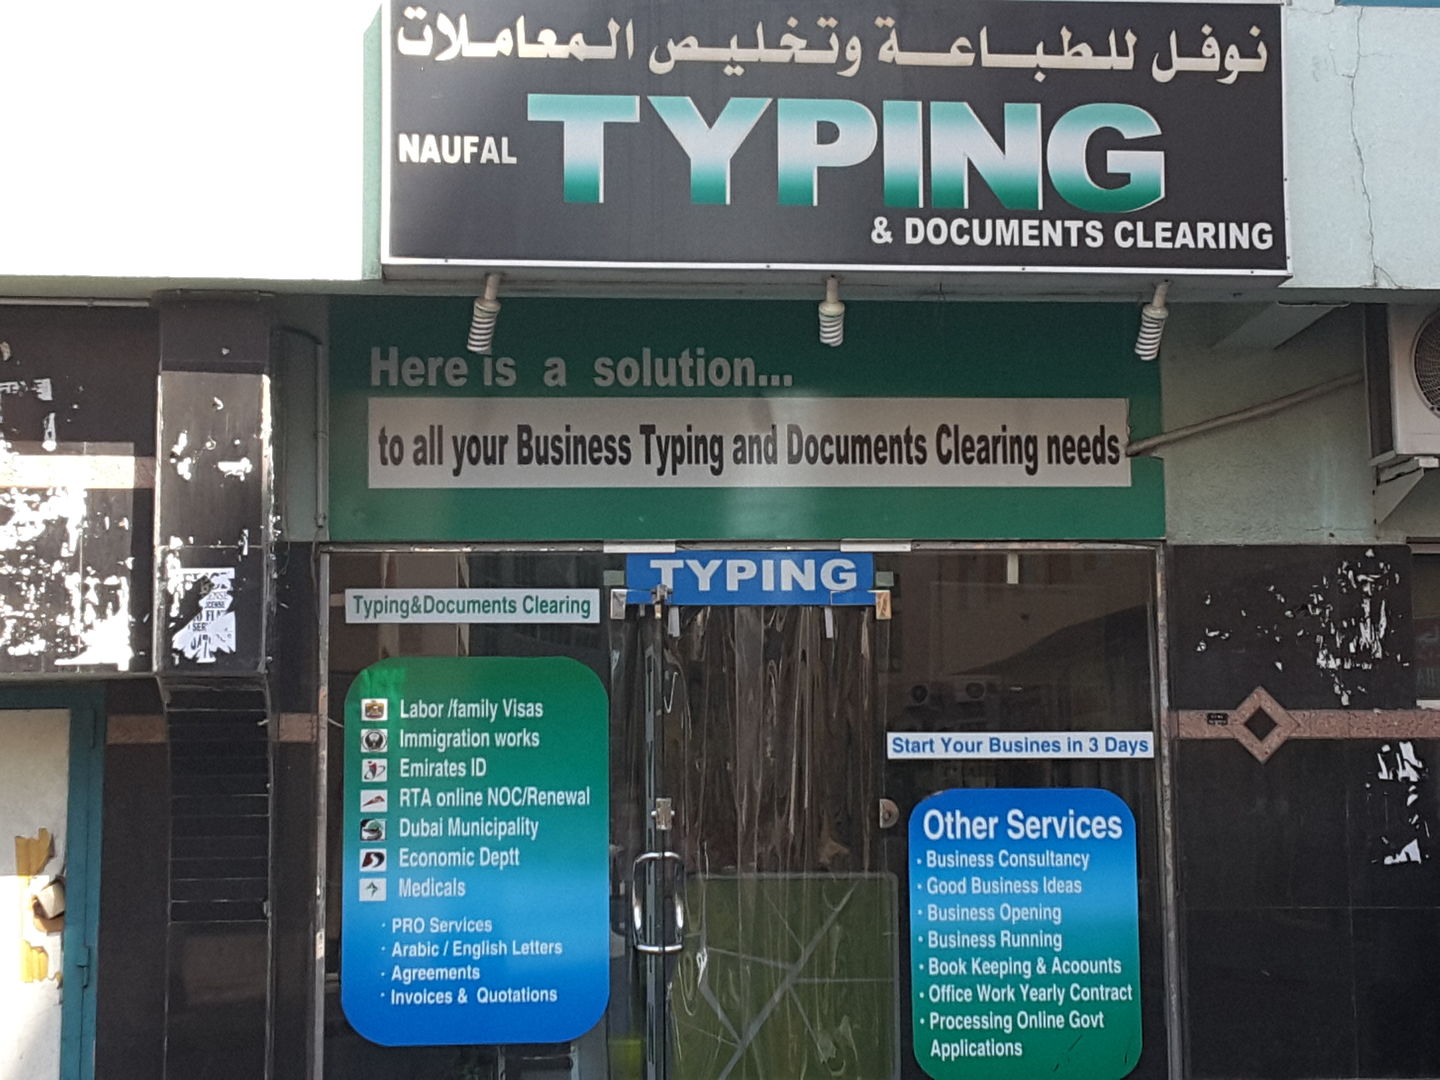 نوفل للطباعة وتخليص المعاملات
NAUFAL TYPING
& DOCUMENTS CLEARING
Here is a solution...
to all your Business Typing and Documents Clearing needs
TYPING
Typing&Documents Clearing
Labor /family Visas
Immigration works
Emirates ID
RTA online NOC/Renewal
Dubai Municipality
Economic Deptt
Medicals
· PRO Services
· Arabic / English Letters
· Agreements
· Invoices & Quotations
Start Your Busines in 3 Days
Other Services
· Business Consultancy
· Good Business Ideas
· Business Opening
· Business Running
· Book Keeping & Acoounts
· Office Work Yearly Contract
· Processing Online Govt
Applications